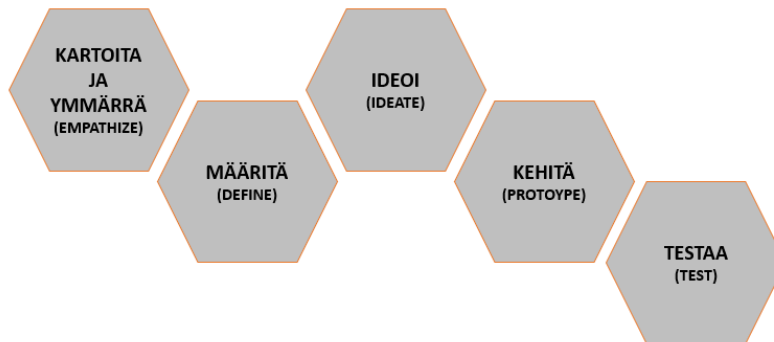 KARTOITA
JA
YMMÄRRÄ
(EMPATHIZE)
MÄÄRITÄ
(DEFINE)
IDEOI
(IDEATE)
KEHITÄ
(PROTOYPE)
TESTAA
(TEST)